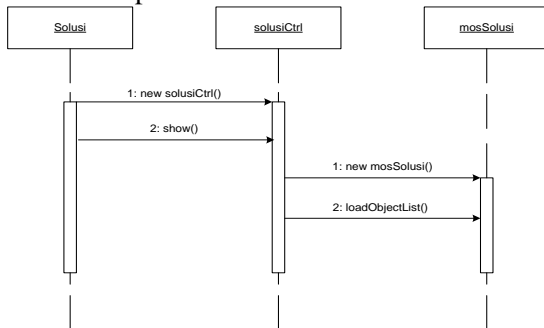 Solusi
solusiCtrl
mosSolusi
1: new solusiCtrl()
2: show()
1: new mosSolusi()
2: loadObjectList()